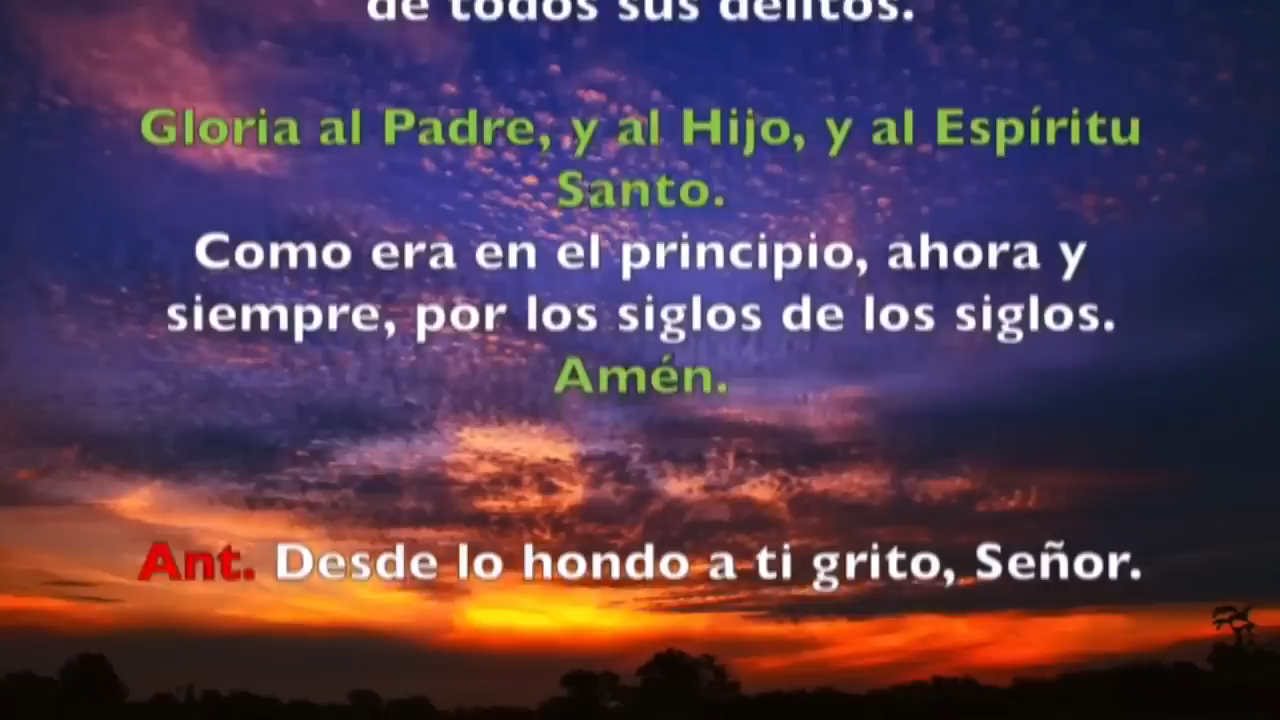 de todos sus delitos.
Gloria al Padre, y al Hijo, y al Espíritu
Santo.
Como era en el principio, ahora y
siempre, por los siglos de los siglos.
Amén.
Ant. Desde lo hondo a ti grito, Señor.